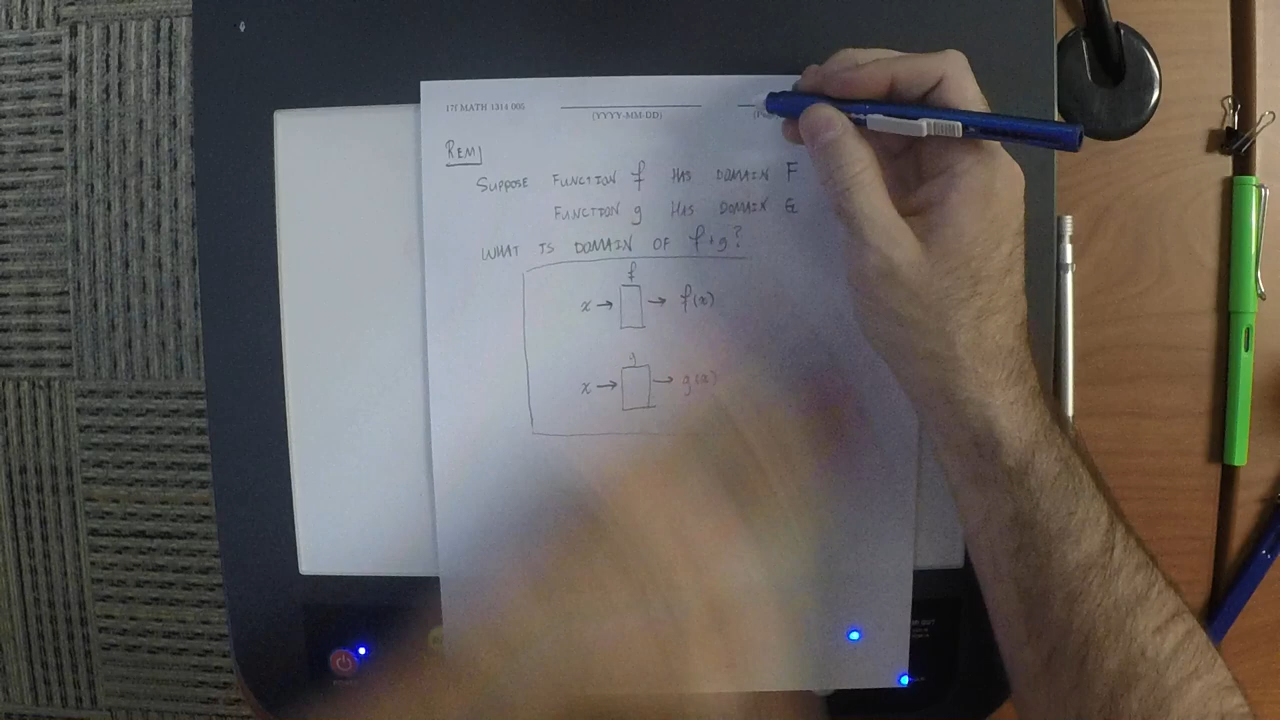 17f MATH 1314 005
(YYYY-MM-DD)
REM
SUPPOSE FUNCTION f HAS DOMAIN F
FUNCTION g HAS DOMAIN G
WHAT IS DOMAIN OF f+g?
f
x → → f(x)
g
x → → g(x)